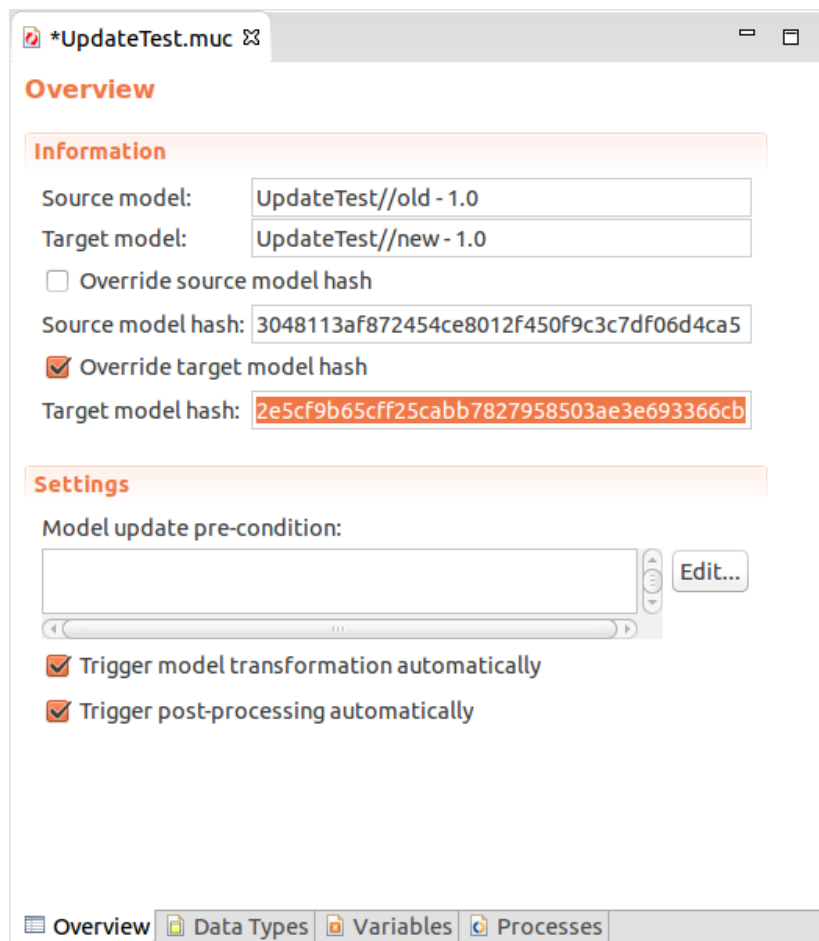 *UpdateTest.muc
Overview
Information
Source model: UpdateTest//old - 1.0
Target model: UpdateTest//new - 1.0
Override source model hash
Source model hash: 3048113af872454ce8012f450f9c3c7df06d4ca5
Override target model hash
Target model hash: 2e5cf9b65cff25cabb7827958503ae3e693366cb
Settings
Model update pre-condition:
Edit...
Trigger model transformation automatically
Trigger post-processing automatically
Overview Data Types Variables Processes